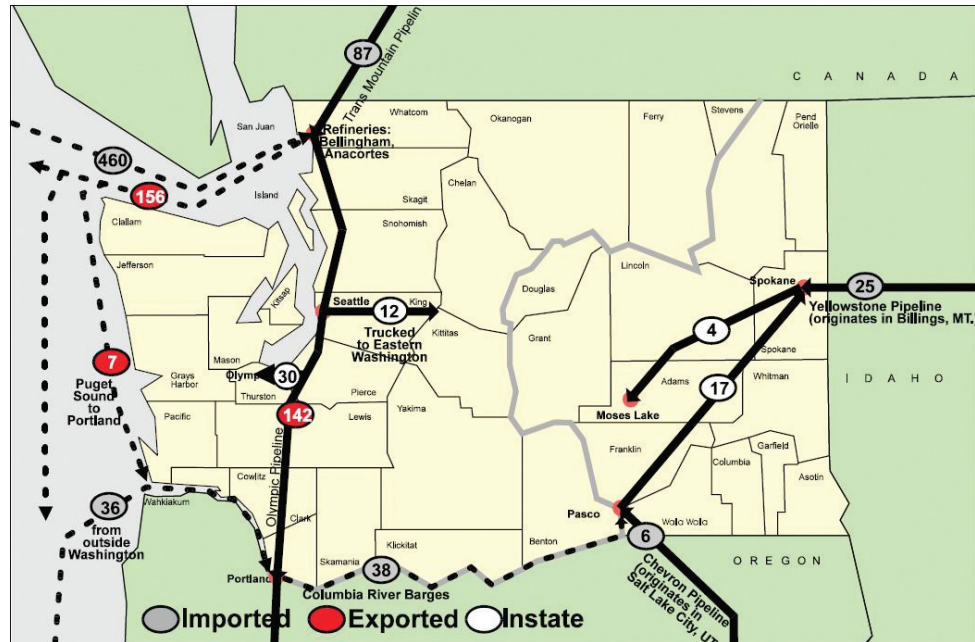 87
Trans Mountain Pipelin
C A N A D A
Whatcom
Okanogan
Ferry
Stevens
Pend
Orielle
San Juan
Refineries:
Bellingham,
Anacortes
460
156
Island
Skagit
Chelan
Clallam
Snohomish
Jefferson
Douglas
Lincoln
Spokane
25
Yellowstone Pipeline
(originates in Billings, MT.)
Kitsap
Seattle
12
King
Trucked
to Eastern
Washington
Kittitas
Grant
4
Spokane
7
Puget
Sound
to
Portland
Mason
Grays
Harbor
Olymp
30
Thurston
Pierce
Adams
17
Whitman
I D A H O
Moses Lake
142
Pacific
Lewis
Yakima
Franklin
Columbia
Garfield
Asotin
Olympic Pipeline
Cowlitz
Wahkiakum
36
from
outside
Washington
Clark
Pasco
Walla Walla
Klickitat
Benton
6
O R E G O N
Skamania
38
Portland
Columbia River Barges
Chevron Pipeline
(originates in
Salt Lake City, UT
Imported
Exported
Instate